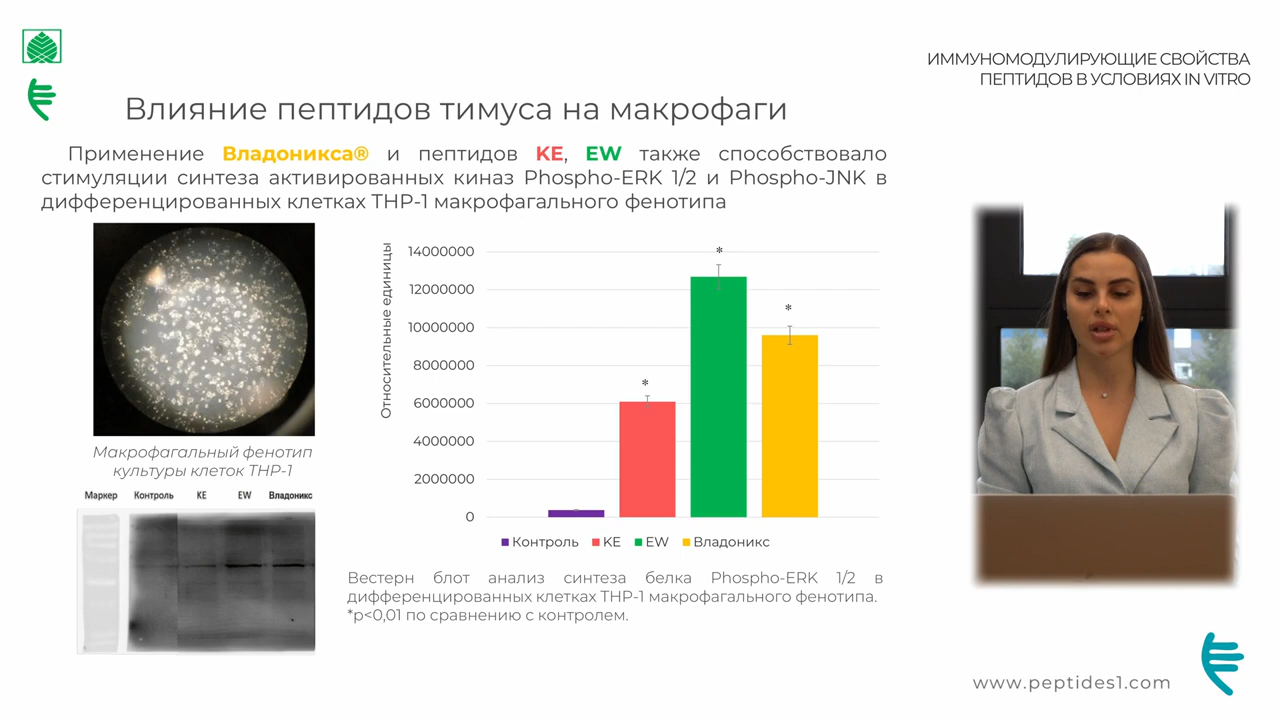 ИММУНОМОДУЛИРУЮЩИЕ СВОЙСТВА
ПЕПТИДОВ В УСЛОВИЯХ IN VITRO
Влияние пептидов тимуса на макрофаги
Применение Владоникса® и пептидов KE, EW также способствовало
стимуляции синтеза активированных киназ Phospho-ERK 1/2 и Phospho-JNK в
дифференцированных клетках THP-1 макрофагального фенотипа
Макрофагальный фенотип
культуры клеток THP-1
Маркер Контроль KE EW Владоникс
Относительные единицы
14000000
12000000
10000000
8000000
6000000
4000000
2000000
0
*
*
*
Контроль KE EW Владоникс
Вестерн блот анализ синтеза белка Phospho-ERK 1/2 в
дифференцированных клетках THP-1 макрофагального фенотипа.
*p<0,01 по сравнению с контролем.
www.peptides1.com